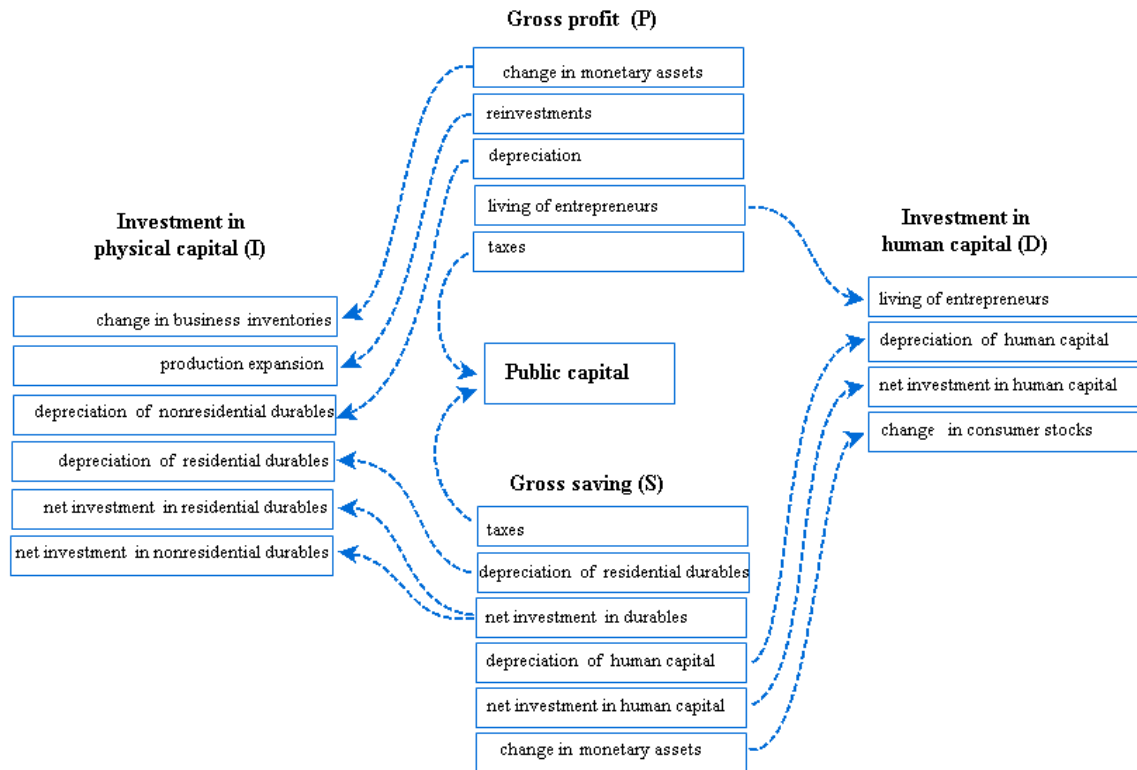 Gross profit (P)
change in monetary assets
reinvestments
depreciation
living of entrepreneurs
taxes
Investment in
physical capital (I)
change in business inventories
production expansion
depreciation of nonresidential durables
depreciation of residential durables
net investment in residential durables
net investment in nonresidential durables
Public capital
Gross saving (S)
taxes
depreciation of residential durables
net investment in durables
depreciation of human capital
net investment in human capital
change in monetary assets
Investment in
human capital (D)
living of entrepreneurs
depreciation of human capital
net investment in human capital
change in consumer stocks